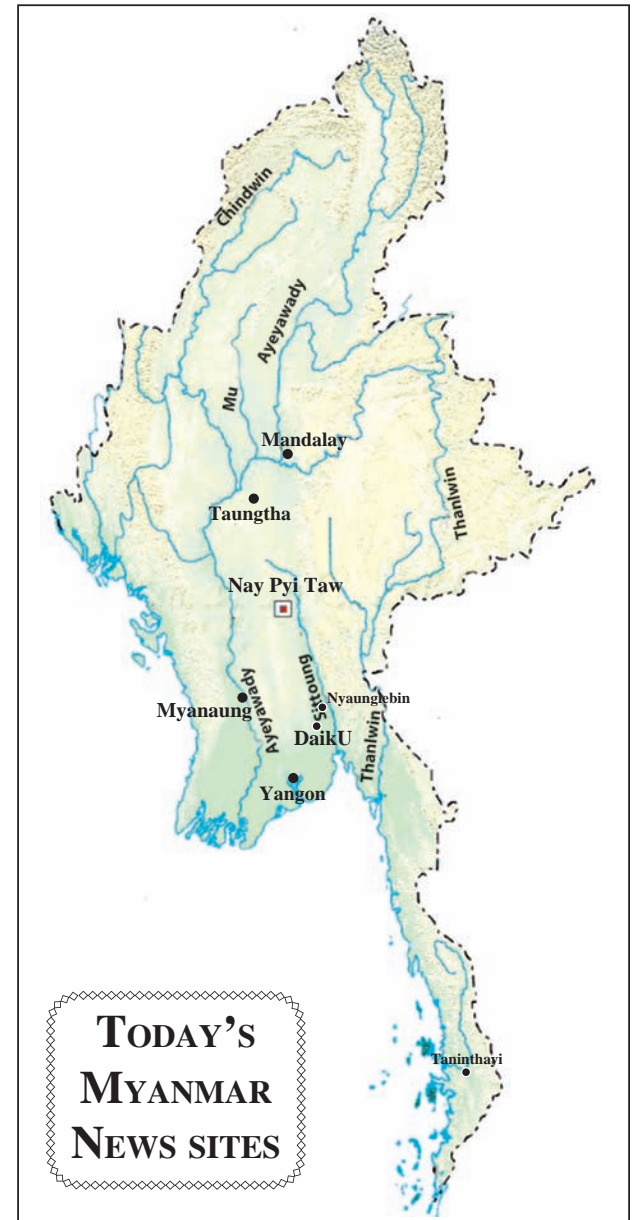 Chindwin
Ayeyawady
Mu
Mandalay
Taungtha
Thanlwin
Nay Pyi Taw
Sittoung
Nyaunglebin
Myanaung
Ayeyawady
DaikU
Thanlwin
Yangon
Taninthayi
TODAY'S
MYANMAR
NEWS SITES